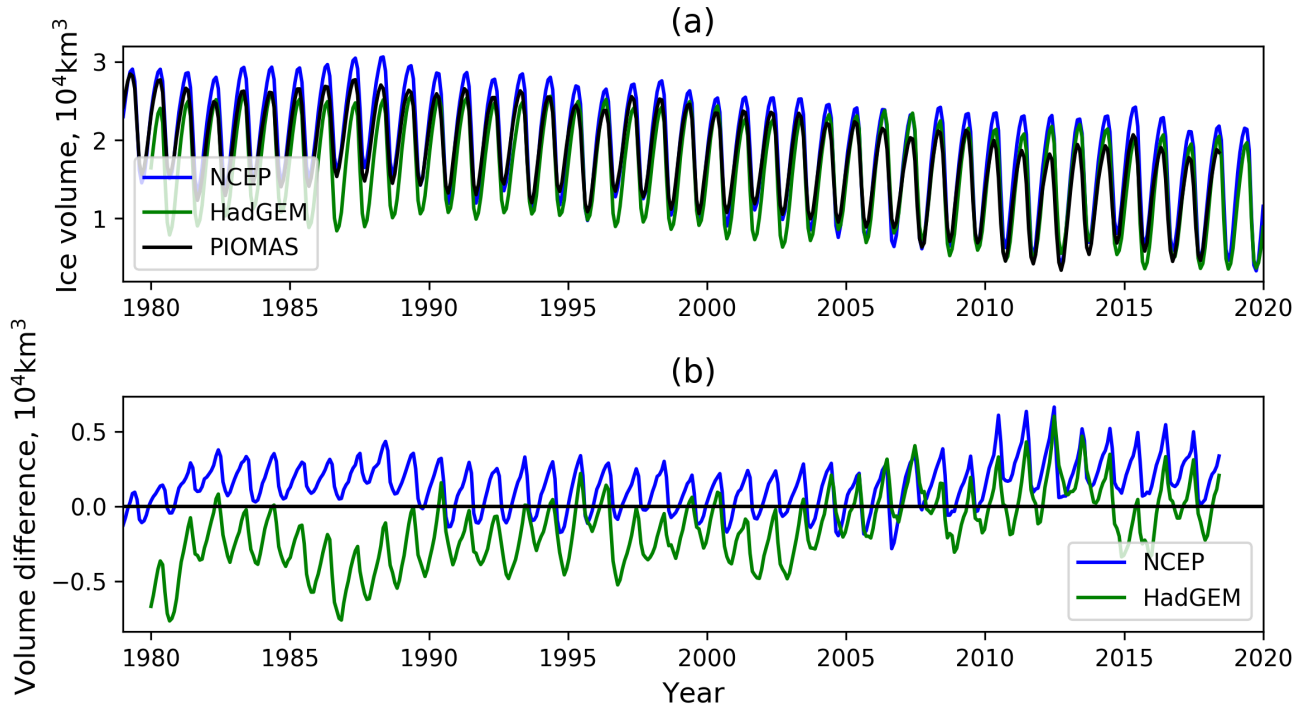 (a)
Ice volume, 10⁴km³
3
2
1
NCEP
HadGEM
PIOMAS
1980 1985 1990 1995 2000 2005 2010 2015 2020
(b)
Volume difference, 10⁴km³
0.5
0.0
−0.5
NCEP
HadGEM
1980 1985 1990 1995 2000 2005 2010 2015 2020
Year